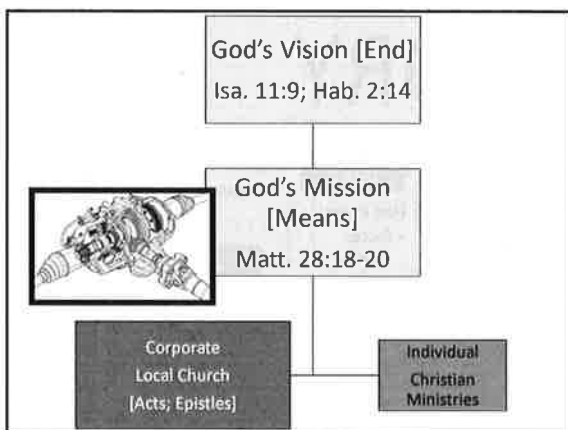 God's Vision [End]
Isa. 11:9; Hab. 2:14
God's Mission
[Means]
Matt. 28:18-20
Corporate
Local Church
[Acts; Epistles]
Individual
Christian
Ministries